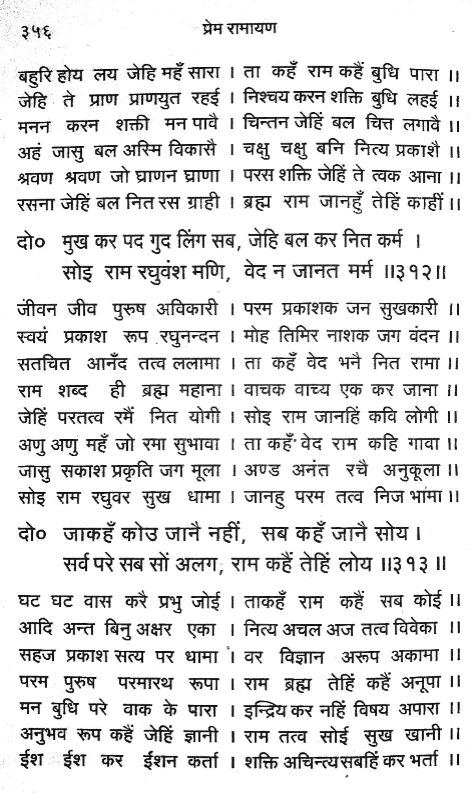 ३५६ प्रेम रामायण
बहुरि होय लय जेहि महँ सारा । ता कहँ राम कहैं बुधि पारा ।।
जेहि ते प्राण प्राणयुत रहई । निश्चय करन शक्ति बुधि लहई ।।
मनन करन शक्ती मन पावै । चिन्तन जेहिं बल चित्त लगावै ।।
अहं जासु बल अस्मि विकासै । चक्षु चक्षु बनि नित्य प्रकाशै ।।
श्रवण श्रवण जो घ्राणन घ्राणा । परस शक्ति जेहिं ते त्वक आना ।।
रसना जेहिं बल नित रस ग्राही । ब्रह्म राम जानहुँ तेहिं काहीं ।।
दो० मुख कर पद गुद लिंग सब, जेहि बल कर नित कर्म ।
सोइ राम रघुवंश मणि, वेद न जानत मर्म ।।३१२।।
जीवन जीव पुरुष अविकारी । परम प्रकाशक जन सुखकारी ।।
स्वयं प्रकाश रूप रघुनन्दन । मोह तिमिर नाशक जग वंदन ।।
सतचित आनँद तत्व ललामा । ता कहँ वेद भनै नित रामा ।।
राम शब्द ही ब्रह्म महाना । वाचक वाच्य एक कर जाना ।।
जेहिं परतत्व रमैं नित योगी । सोइ राम जानहिं कवि लोगी ।।
अणु अणु महँ जो रमा सुभावा । ता कहँ वेद राम कहि गावा ।।
जासु सकाश प्रकृति जग मूला । अण्ड अनंत रचै अनुकूला ।।
सोइ राम रघुवर सुख धामा । जानहु परम तत्व निज भामा ।।
दो० जाकहँ कोउ जानै नहीं, सब कहँ जानै सोय ।
सर्व परे सब सों अलग, राम कहैं तेहिं लोय ।।३१३।।
घट घट वास करै प्रभु जोई । ताकहँ राम कहैं सब कोई ।।
आदि अन्त बिनु अक्षर एका । नित्य अचल अज तत्व विवेका ।।
सहज प्रकाश सत्य पर धामा । वर विज्ञान अरूप अकामा ।।
परम पुरुष परमारथ रूपा । राम ब्रह्म तेहिं कहैं अनूपा ।।
मन बुधि परे वाक के पारा । इन्द्रिय कर नहिं विषय अपारा ।।
अनुभव रूप कहैं जेहिं ज्ञानी । राम तत्व सोई सुख खानी ।।
ईश ईश कर ईशन कर्ता । शक्ति अचिन्त्य सबहिं कर भर्ता ।।